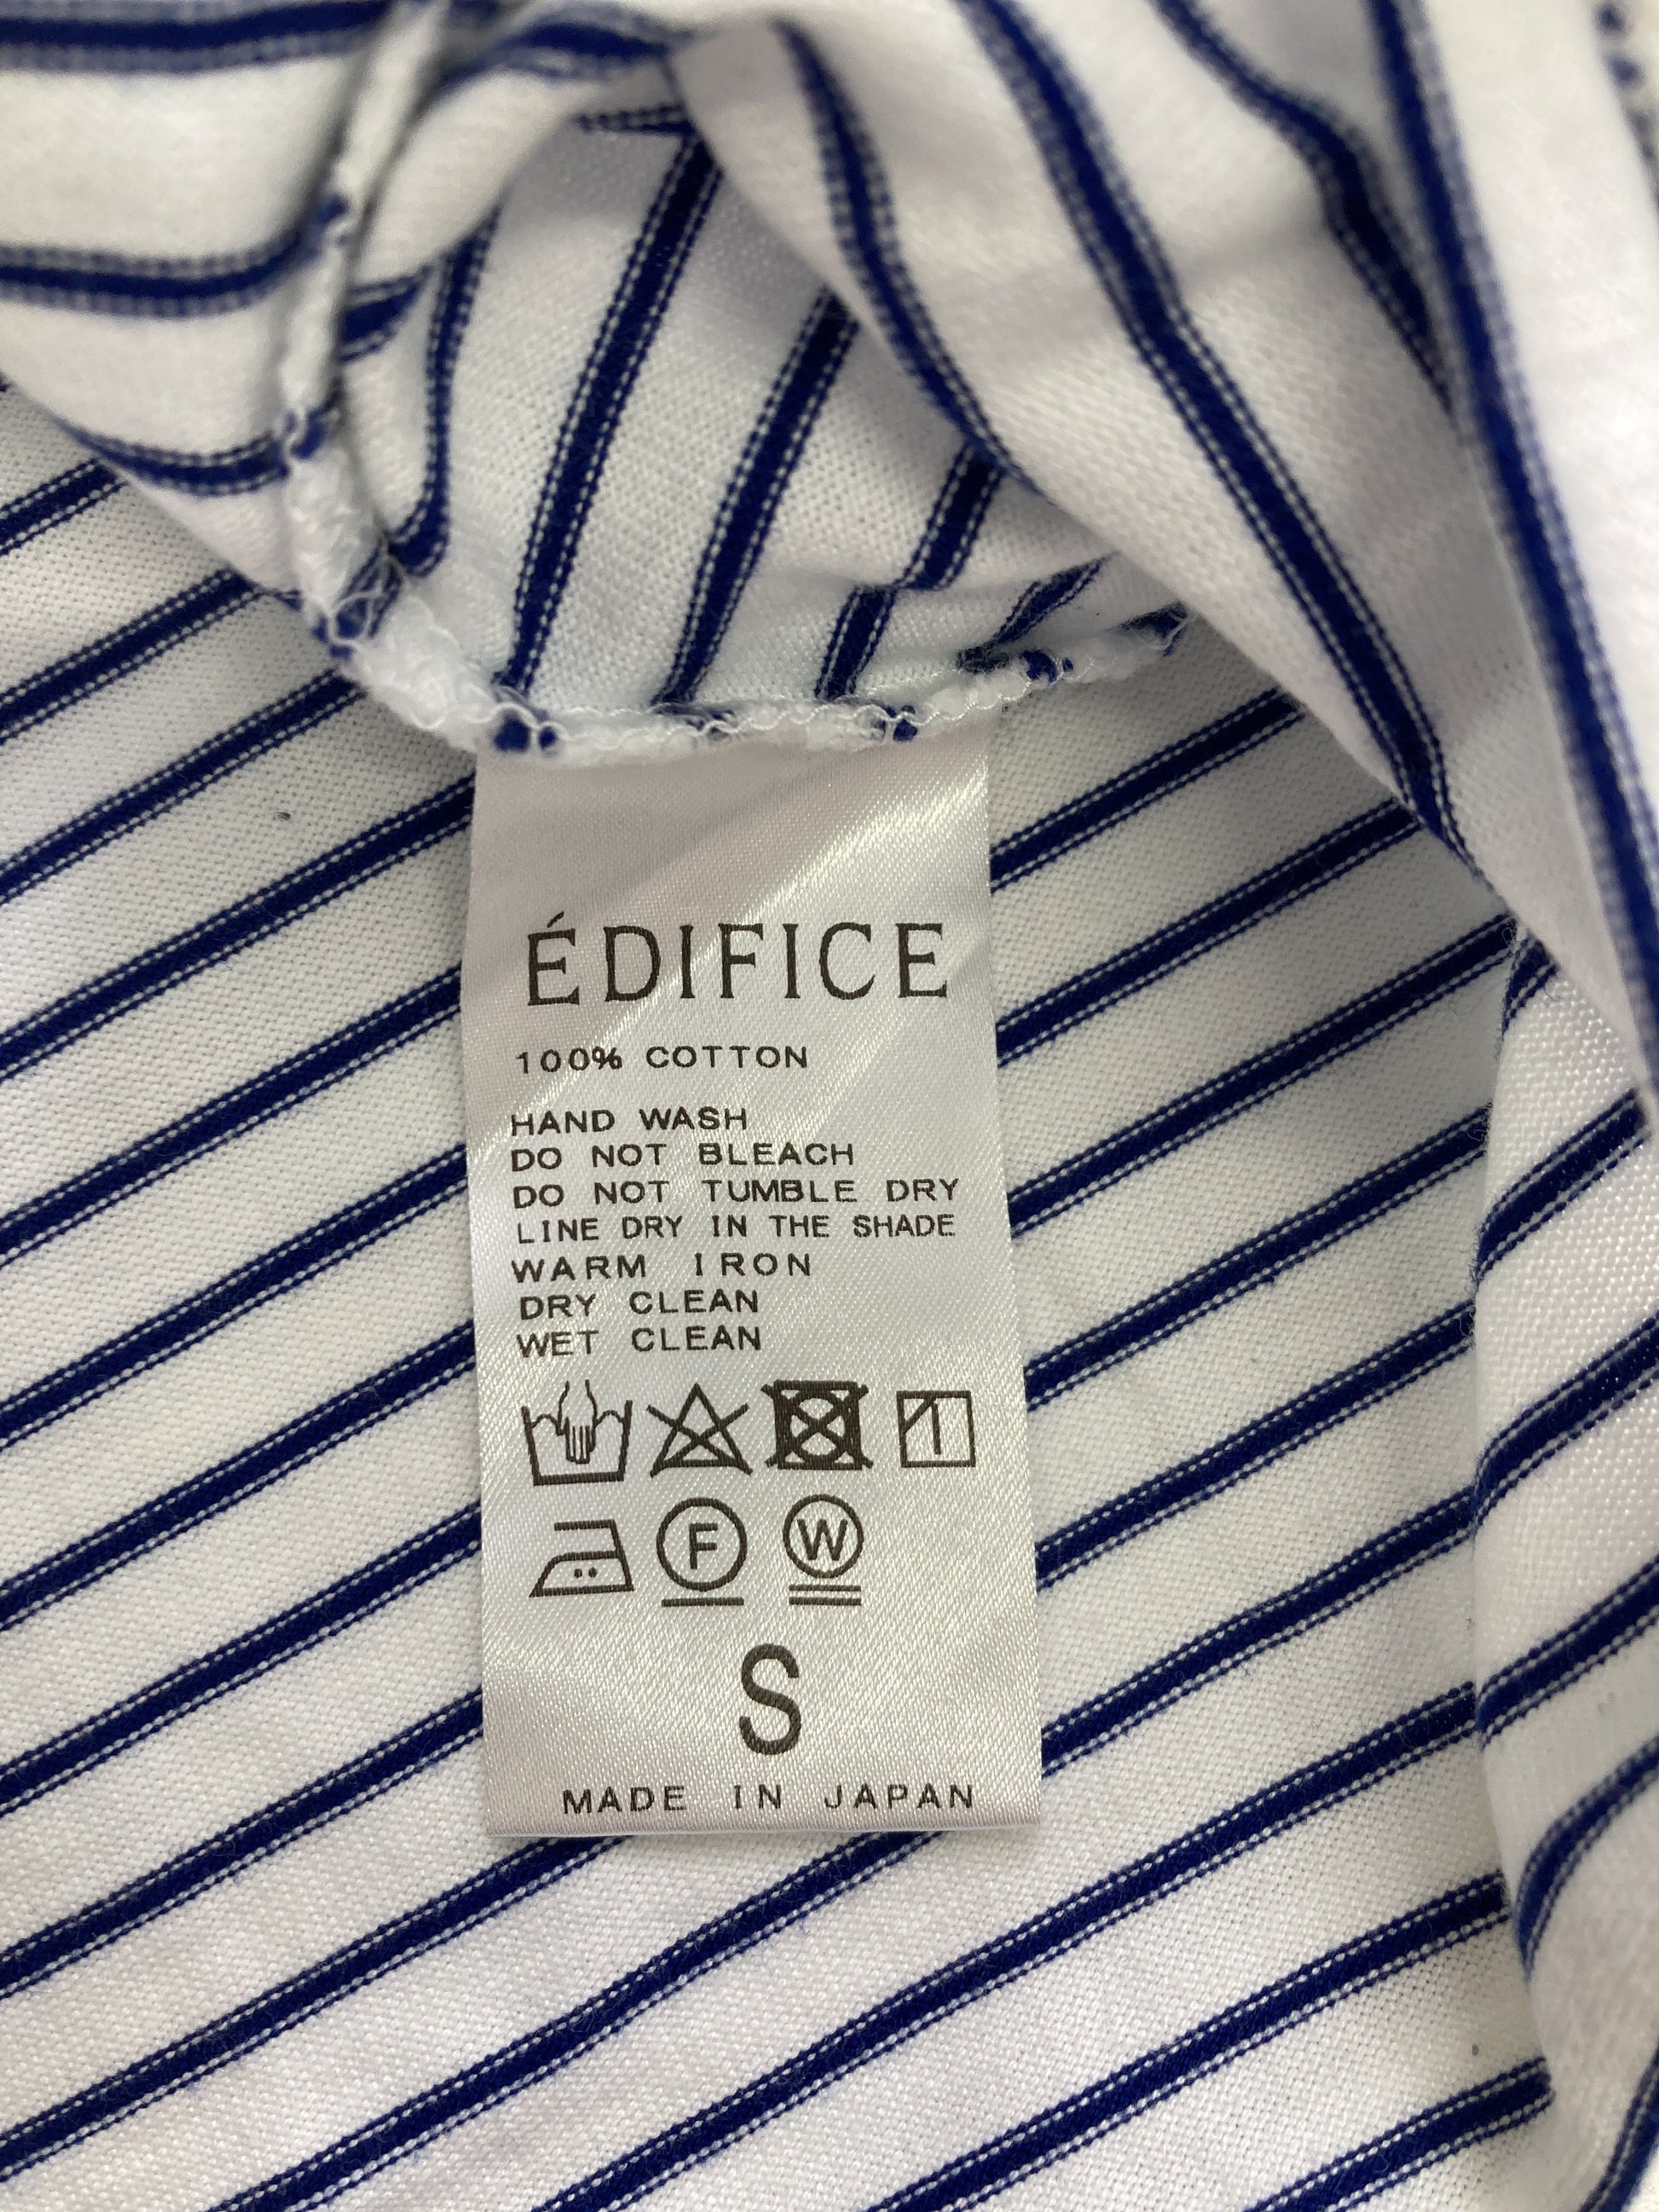 ÉDIFICE
100% COTTON
HAND WASH
DO NOT BLEACH
DO NOT TUMBLE DRY
LINE DRY IN THE SHADE
WARM IRON
DRY CLEAN
WET CLEAN
F W
S
MADE IN JAPAN